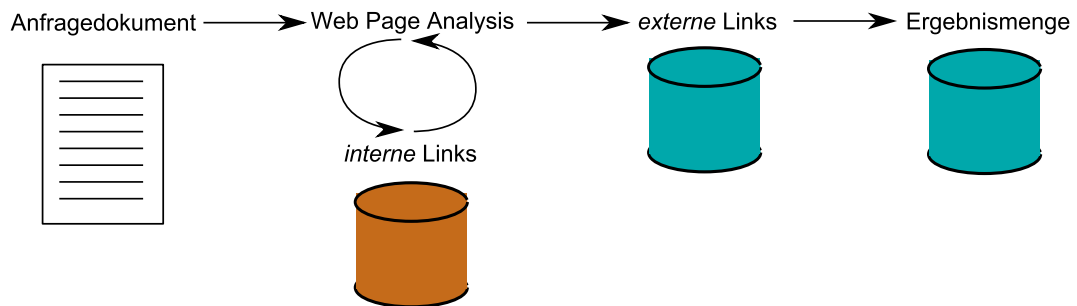 Anfragedokument
Web Page Analysis
externe Links
Ergebnismenge
interne Links